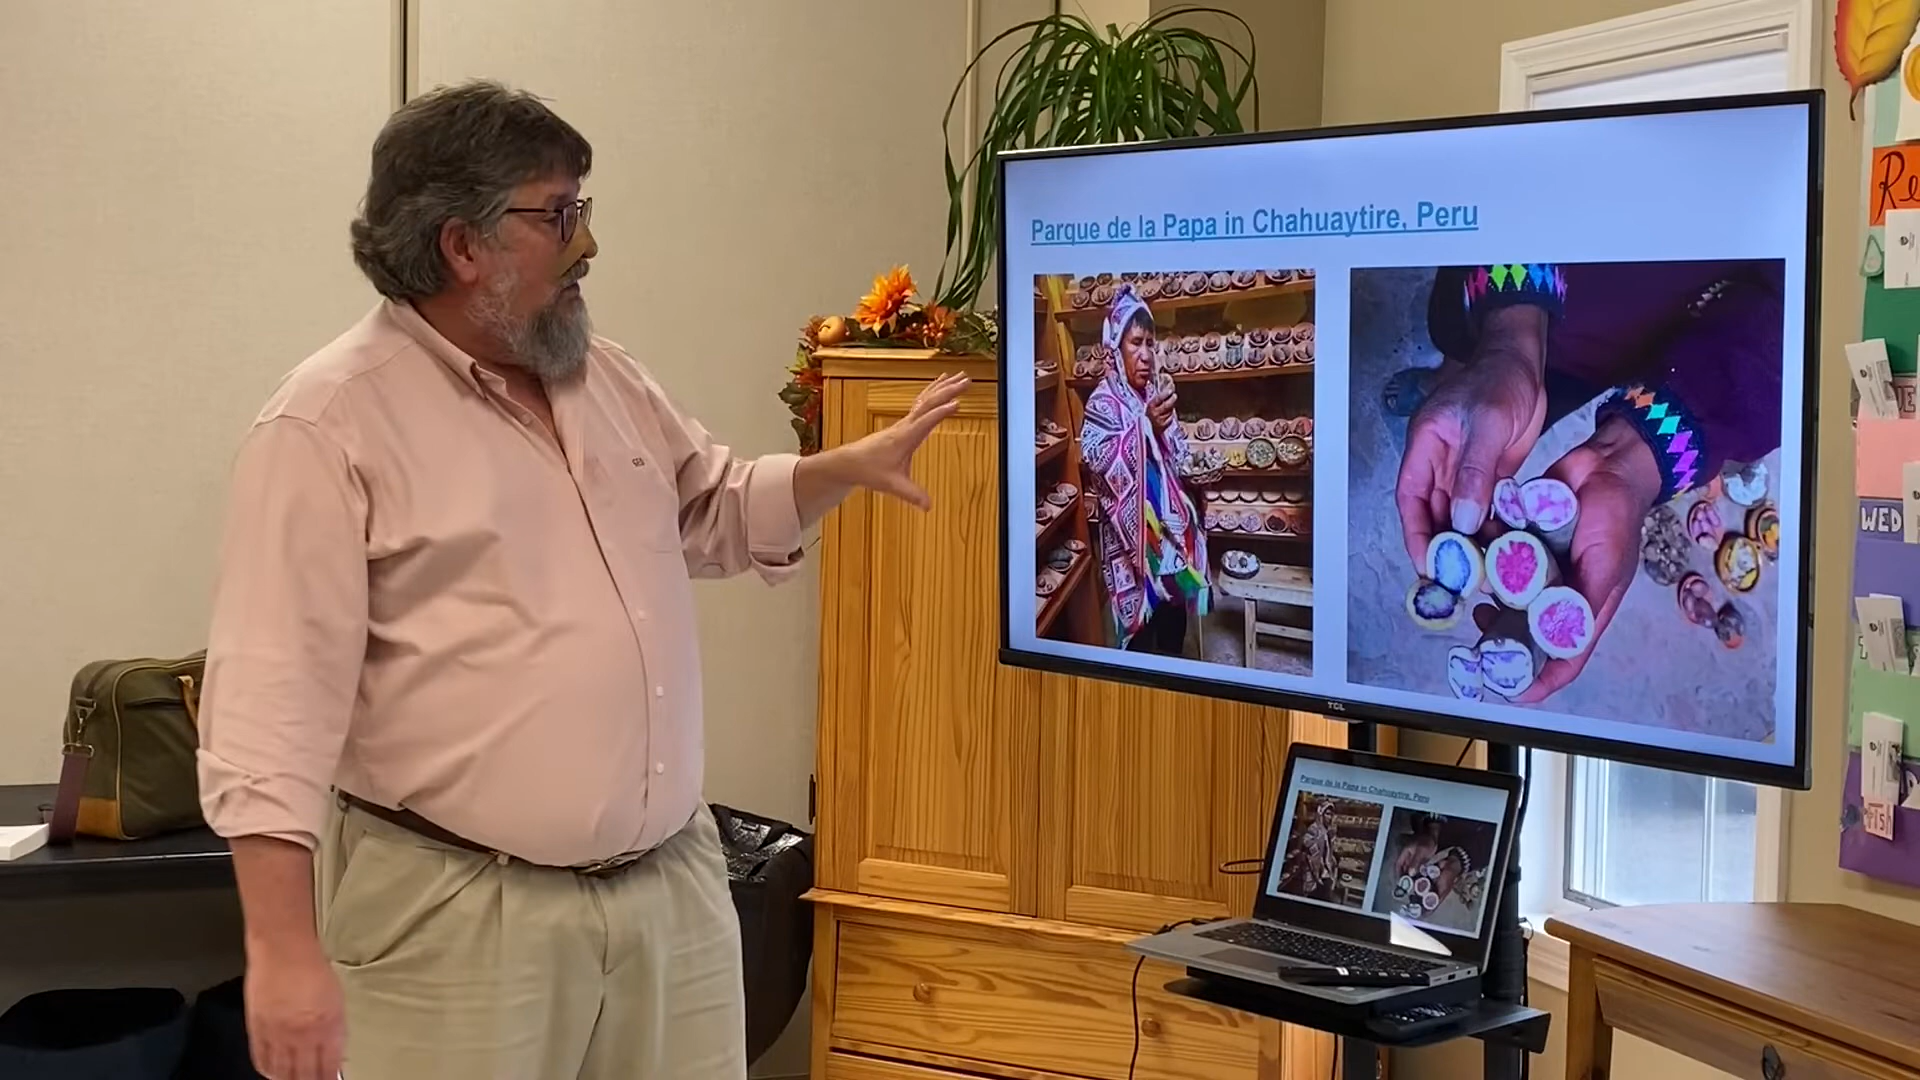 Parque de la Papa in Chahuaytire, Peru
TCL
Parque de la Papa in Chahuaytire, Peru
WED